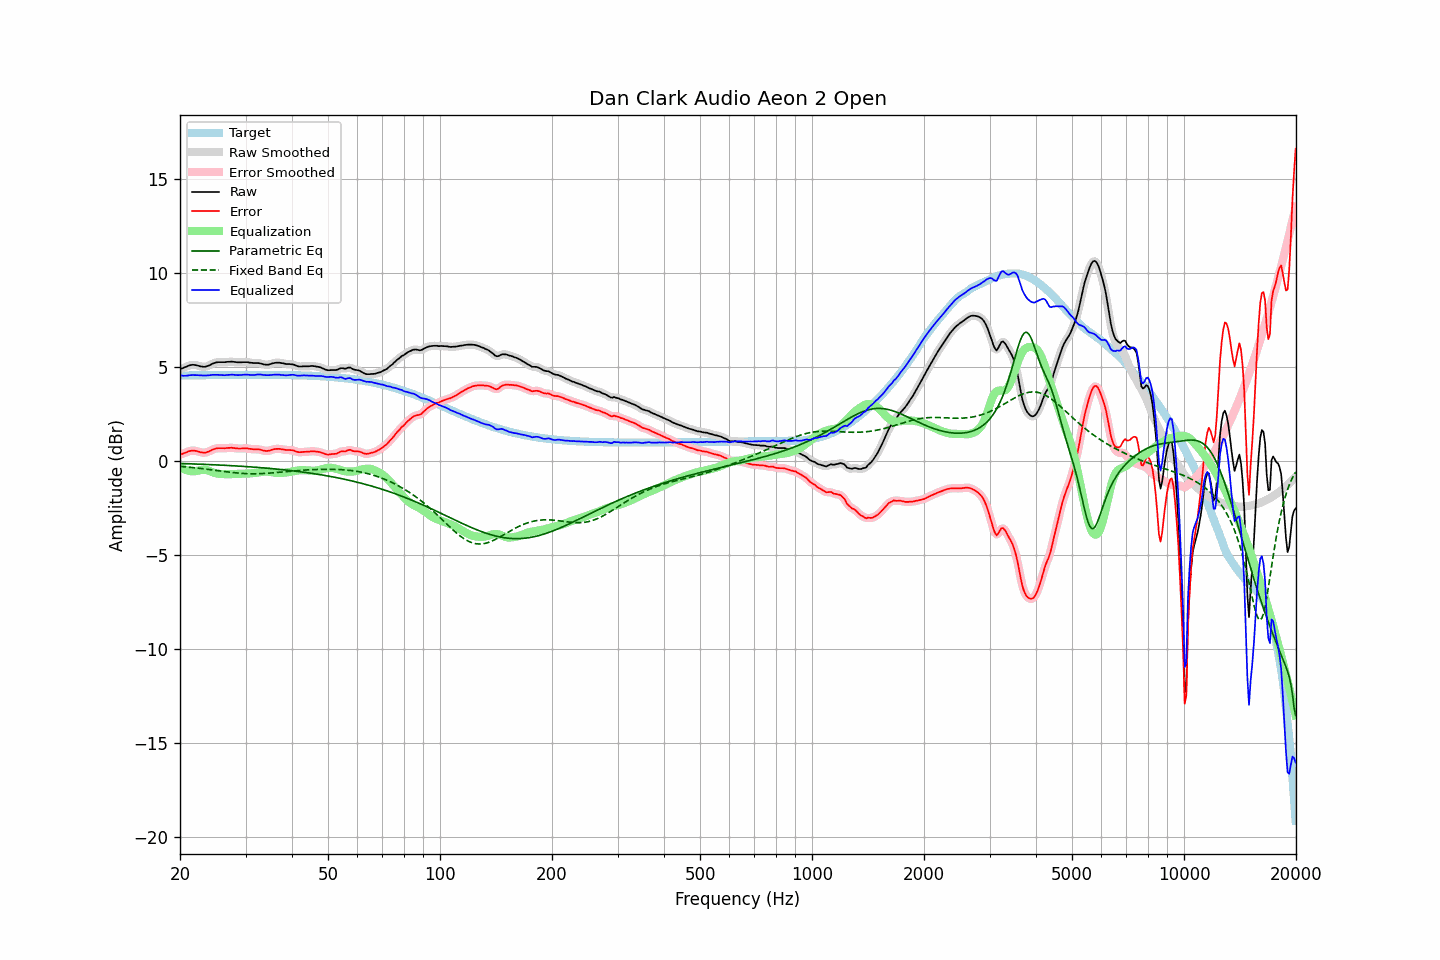 Dan Clark Audio Aeon 2 Open
Target
Raw Smoothed
Error Smoothed
Raw
Error
Equalization
Parametric Eq
Fixed Band Eq
Equalized
Amplitude (dBr)
15
10
5
0
−5
−10
−15
−20
20 50 100 200 500 1000 2000 5000 10000 20000
Frequency (Hz)